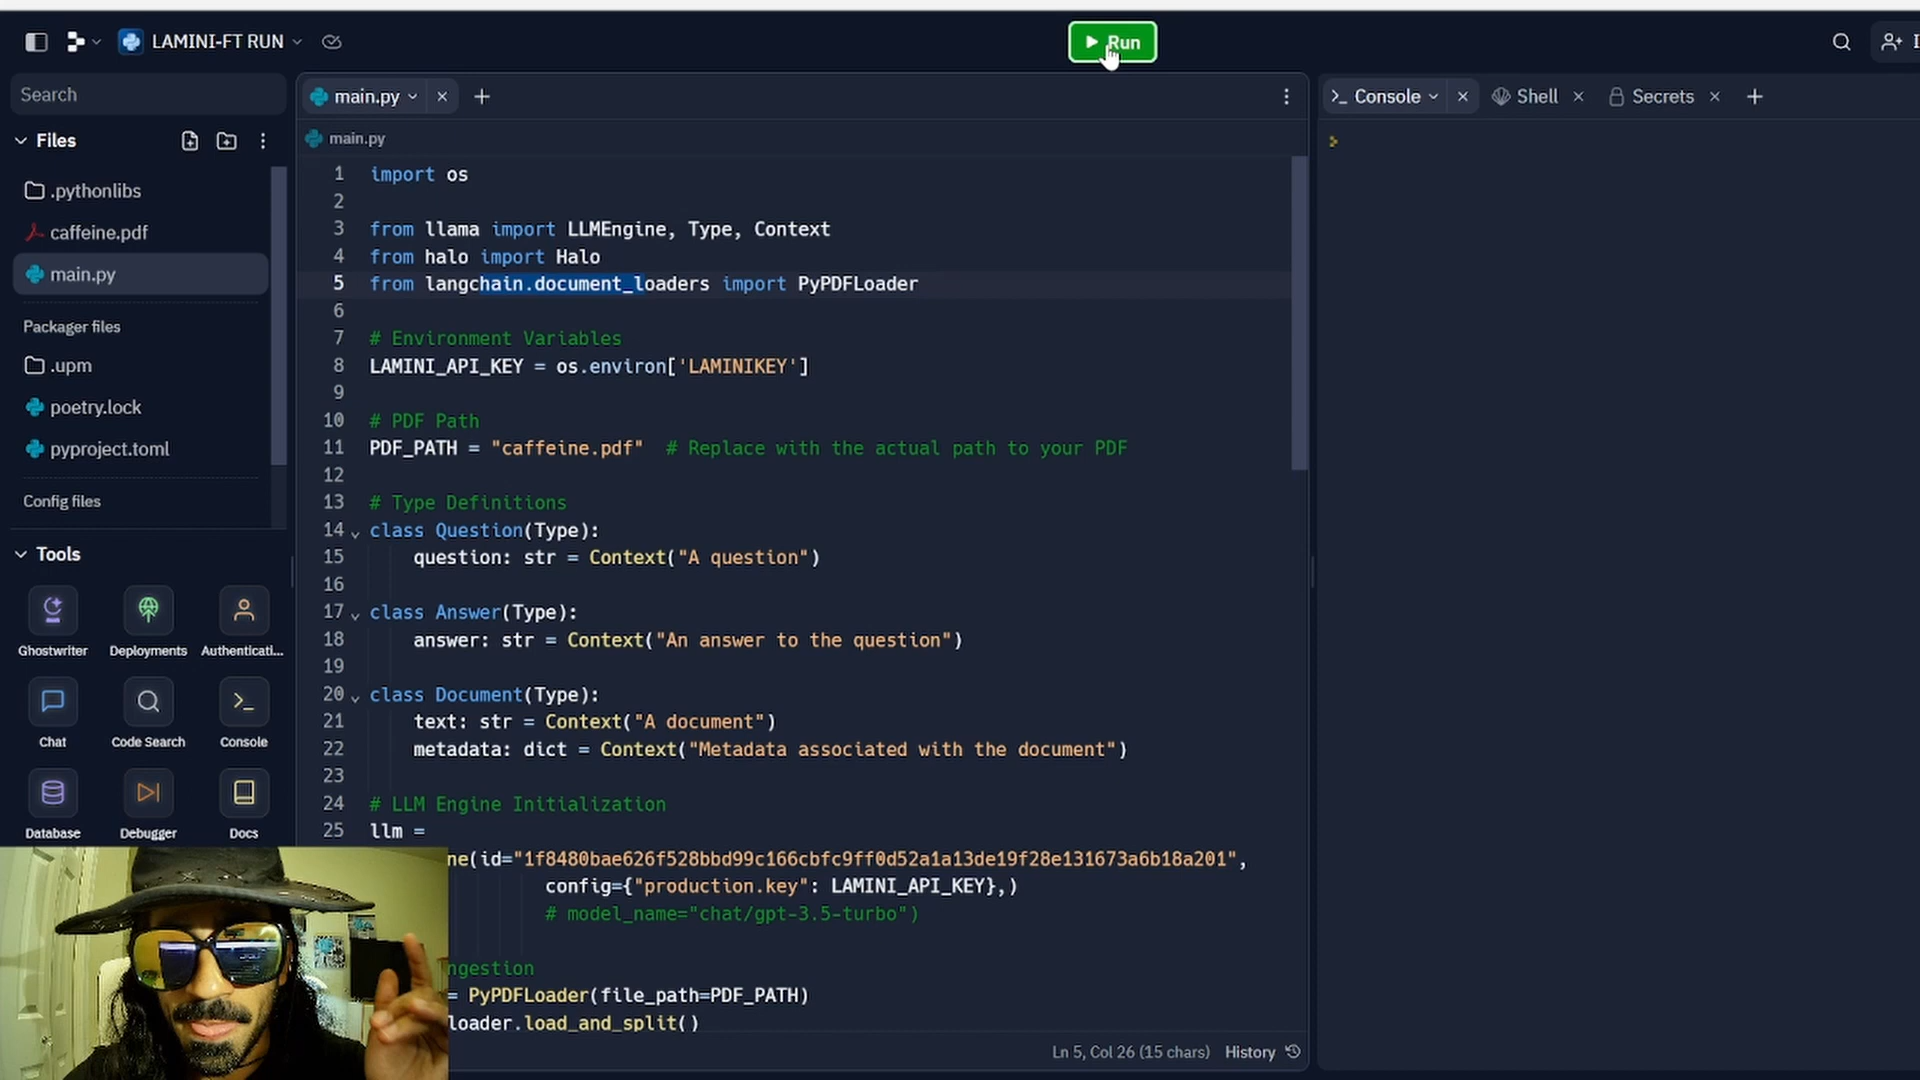 LAMINI-FT RUN
Run
Search
Files
.pythonlibs
caffeine.pdf
main.py
Packager files
.upm
poetry.lock
pyproject.toml
Config files
Tools
Ghostwriter
Deployments
Authenticati...
Chat
Code Search
Console
Database
Debugger
Docs
main.py
main.py
1 import os
2
3 from llama import LLMEngine, Type, Context
4 from halo import Halo
5 from langchain.document_loaders import PyPDFLoader
6
7 # Environment Variables
8 LAMINI_API_KEY = os.environ['LAMINIKEY']
9
10 # PDF Path
11 PDF_PATH = "caffeine.pdf"  # Replace with the actual path to your PDF
12
13 # Type Definitions
14 class Question(Type):
15 question: str = Context("A question")
16
17 class Answer(Type):
18 answer: str = Context("An answer to the question")
19
20 class Document(Type):
21 text: str = Context("A document")
22 metadata: dict = Context("Metadata associated with the document")
23
24 # LLM Engine Initialization
25 llm =
ne(id="1f8480bae626f528bbd99c166cbfc9ff0d52a1a13de19f28e131673a6b18a201",
config={"production.key": LAMINI_API_KEY},)
# model_name="chat/gpt-3.5-turbo")
ngestion
= PyPDFLoader(file_path=PDF_PATH)
loader.load_and_split()
Ln 5, Col 26 (15 chars) History
Console
Shell
Secrets